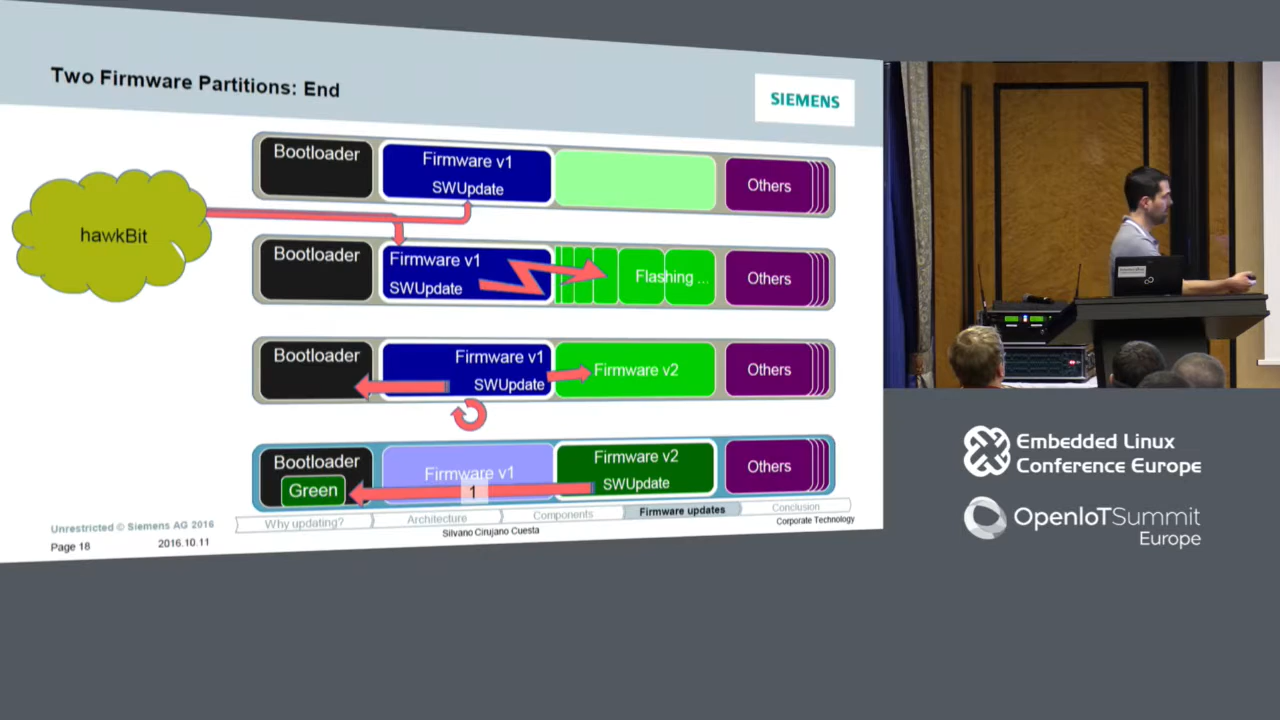 Two Firmware Partitions: End
SIEMENS
Bootloader
Firmware v1
SWUpdate
Others
hawkBit
Bootloader
Firmware v1
SWUpdate
Flashing ...
Others
Bootloader
Firmware v1
SWUpdate
Firmware v2
Others
Bootloader
Green
Firmware v1
1
Firmware v2
SWUpdate
Others
Why updating?
Architecture
Components
Firmware updates
Conclusion
Unrestricted © Siemens AG 2016
Page 18
2016.10.11
Silvano Cirujano Cuesta
Corporate Technology
Embedded Linux
Conference Europe
OpenIoTSummit
Europe